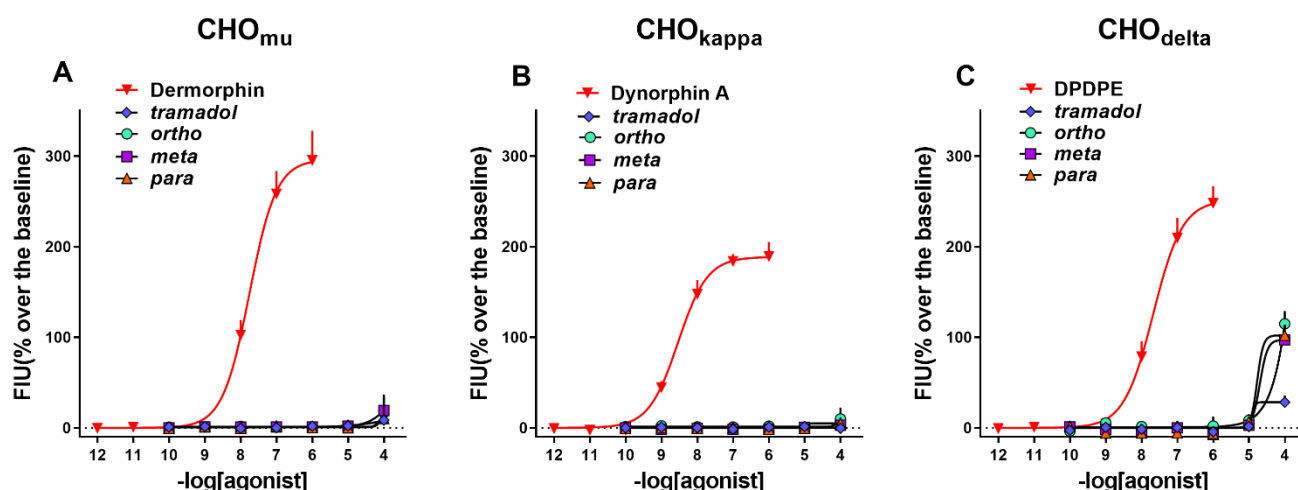 CHOmu
A
Dermorphin
tramadol
ortho
meta
para
FIU(% over the baseline)
300
200
100
0
12 11 10 9 8 7 6 5 4
-log[agonist]
CHOkappa
B
Dynorphin A
tramadol
ortho
meta
para
FIU(% over the baseline)
300
200
100
0
12 11 10 9 8 7 6 5 4
-log[agonist]
CHOdelta
C
DPDPE
tramadol
ortho
meta
para
FIU(% over the baseline)
300
200
100
0
12 11 10 9 8 7 6 5 4
-log[agonist]